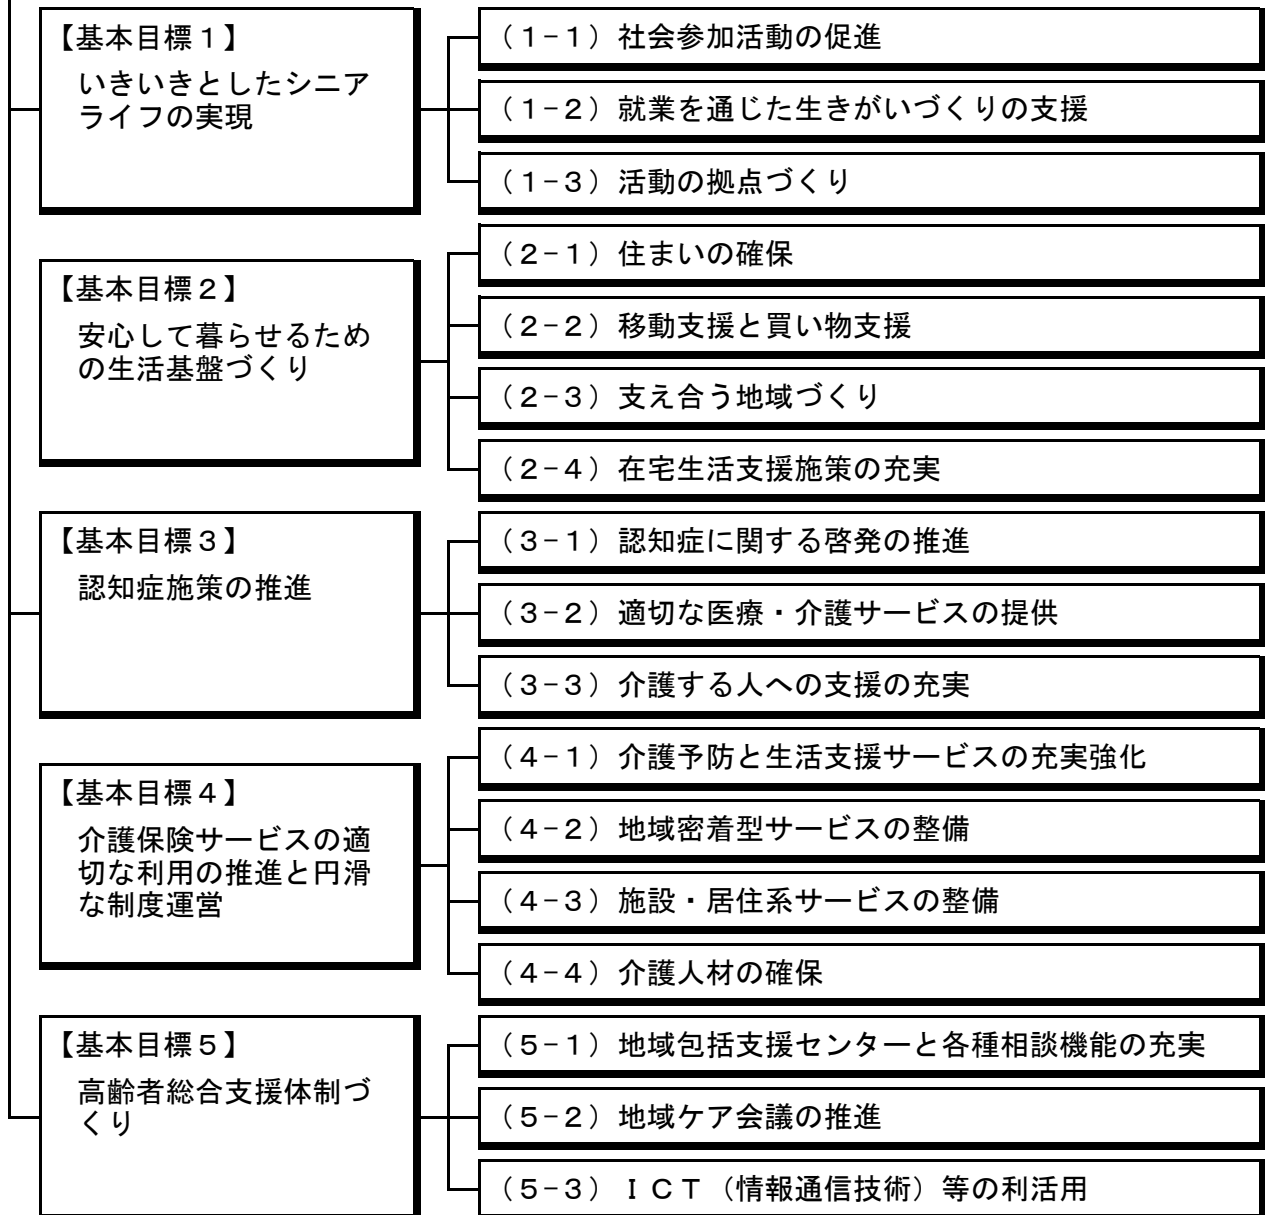 【基本目標１】
いきいきとしたシニア
ライフの実現
（１-１）社会参加活動の促進
（１-２）就業を通じた生きがいづくりの支援
（１-３）活動の拠点づくり
【基本目標２】
安心して暮らせるため
の生活基盤づくり
（２-１）住まいの確保
（２-２）移動支援と買い物支援
（２-３）支え合う地域づくり
（２-４）在宅生活支援施策の充実
【基本目標３】
認知症施策の推進
（３-１）認知症に関する啓発の推進
（３-２）適切な医療・介護サービスの提供
（３-３）介護する人への支援の充実
【基本目標４】
介護保険サービスの適
切な利用の推進と円滑
な制度運営
（４-１）介護予防と生活支援サービスの充実強化
（４-２）地域密着型サービスの整備
（４-３）施設・居住系サービスの整備
（４-４）介護人材の確保
【基本目標５】
高齢者総合支援体制づ
くり
（５-１）地域包括支援センターと各種相談機能の充実
（５-２）地域ケア会議の推進
（５-３）ＩＣＴ（情報通信技術）等の利活用